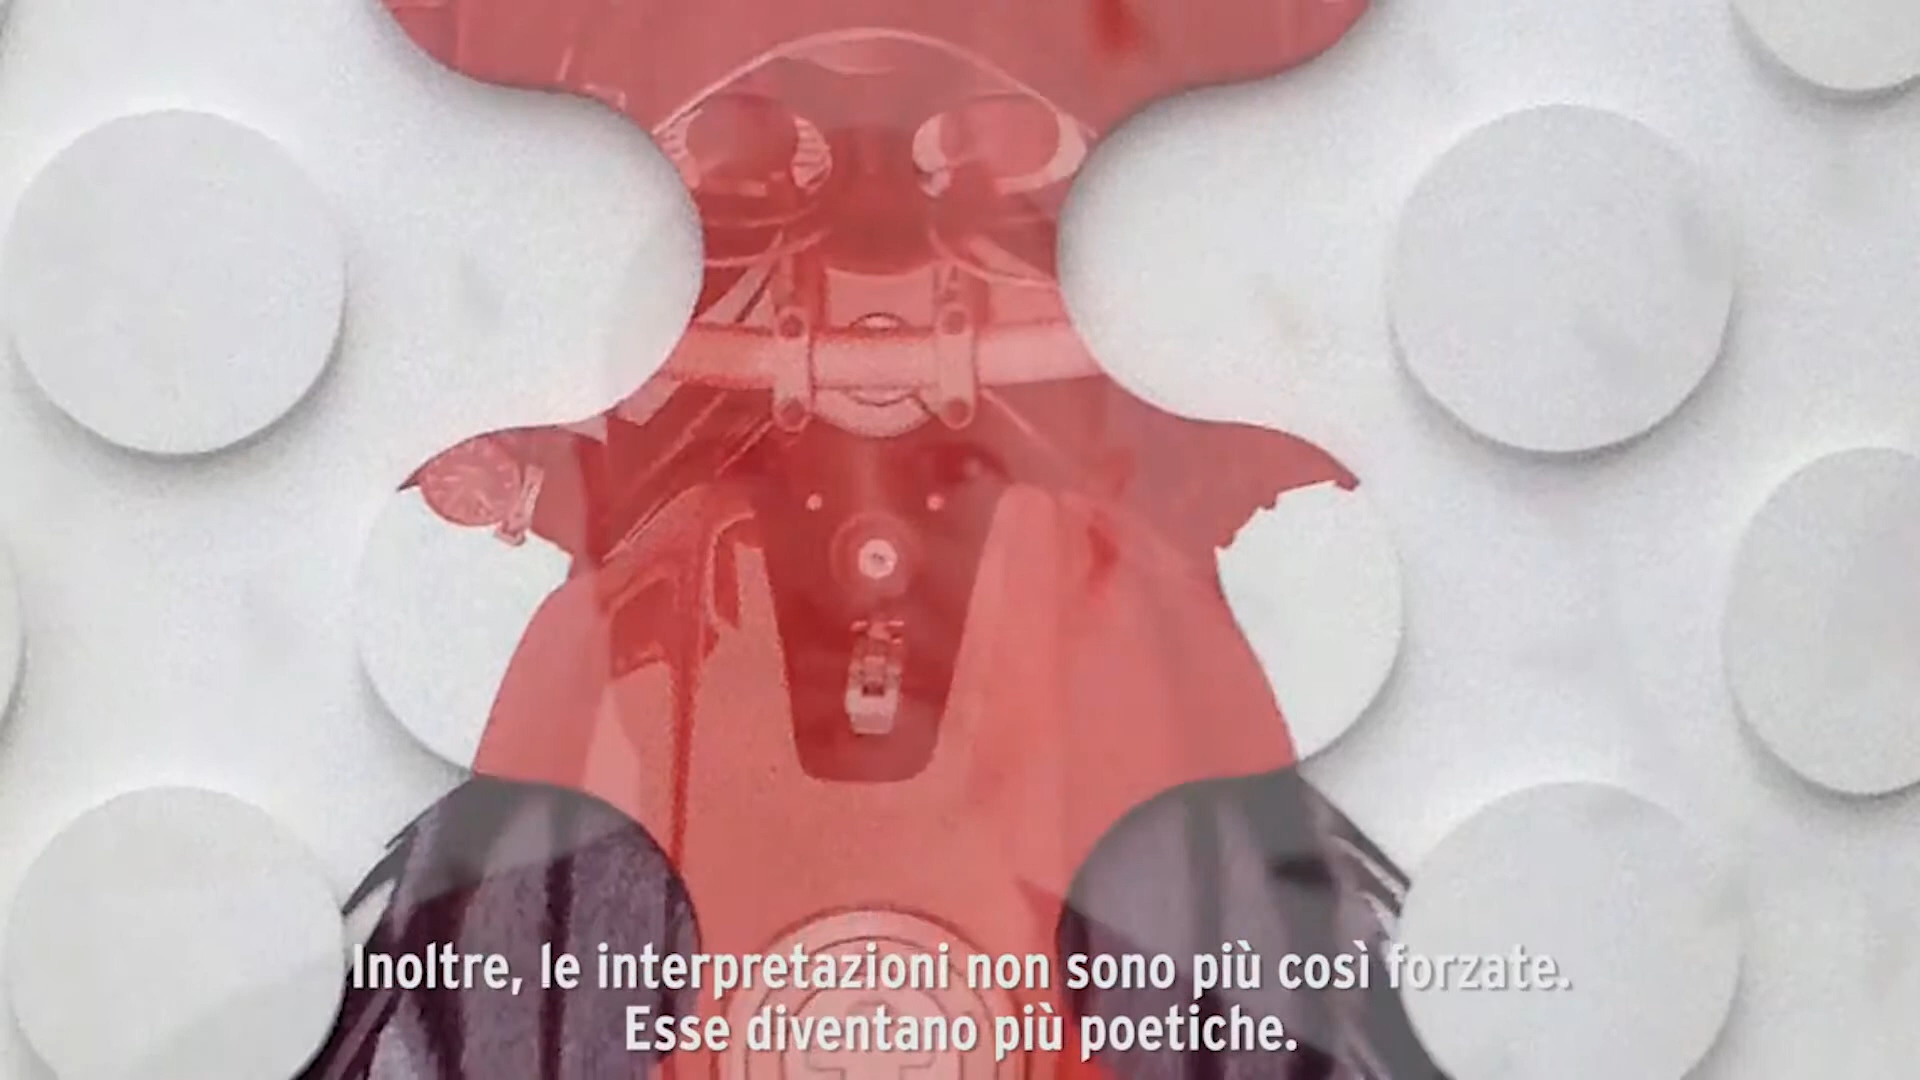 Inoltre, le interpretazioni non sono più così forzate.
Esse diventano più poetiche.